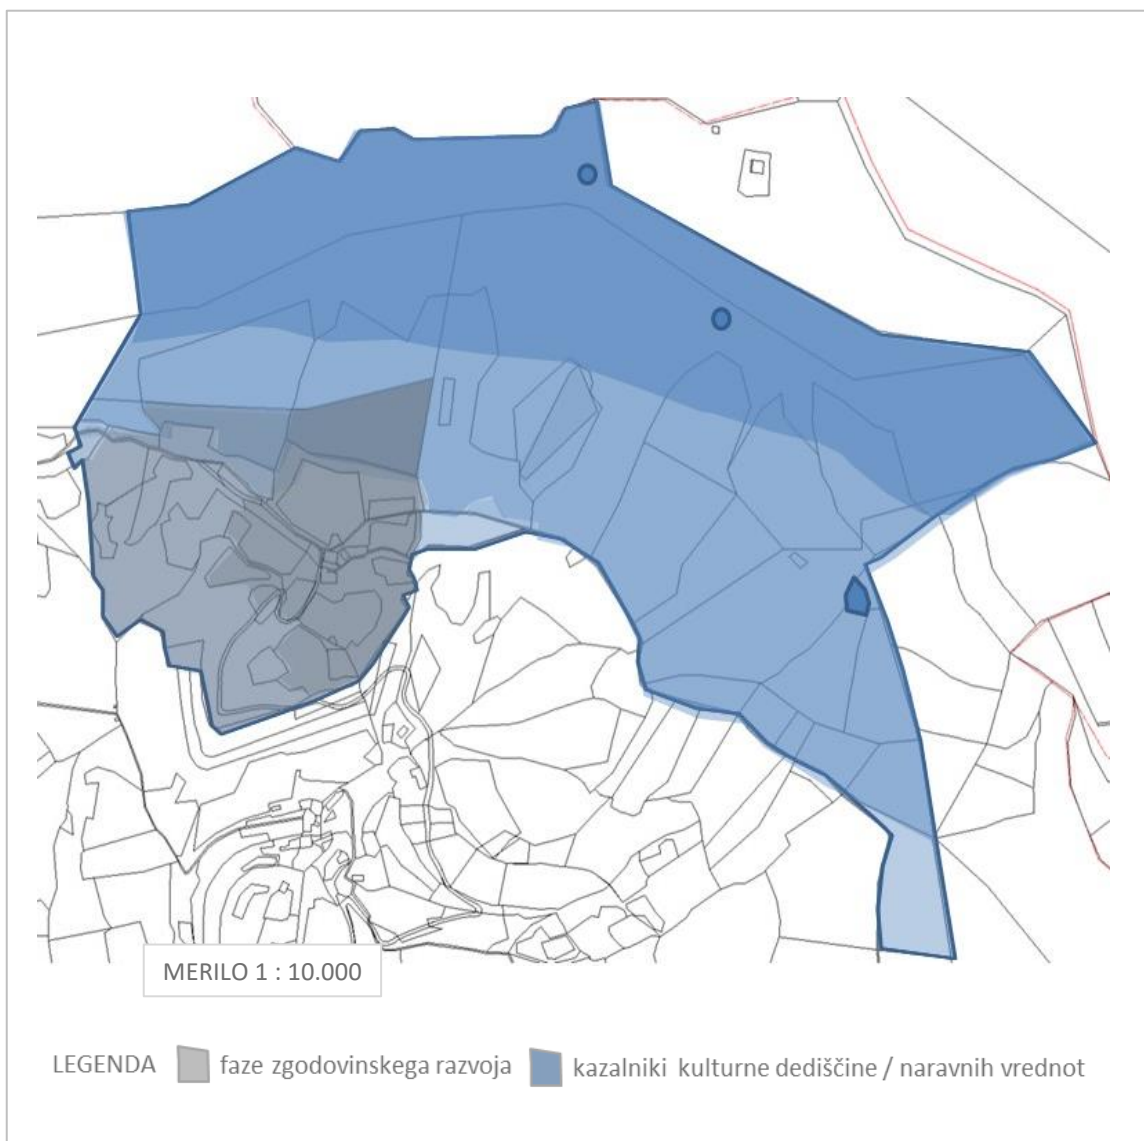 MERILO 1 : 10.000
LEGENDA faze zgodovinskega razvoja kazalniki kulturne dediščine / naravnih vrednot